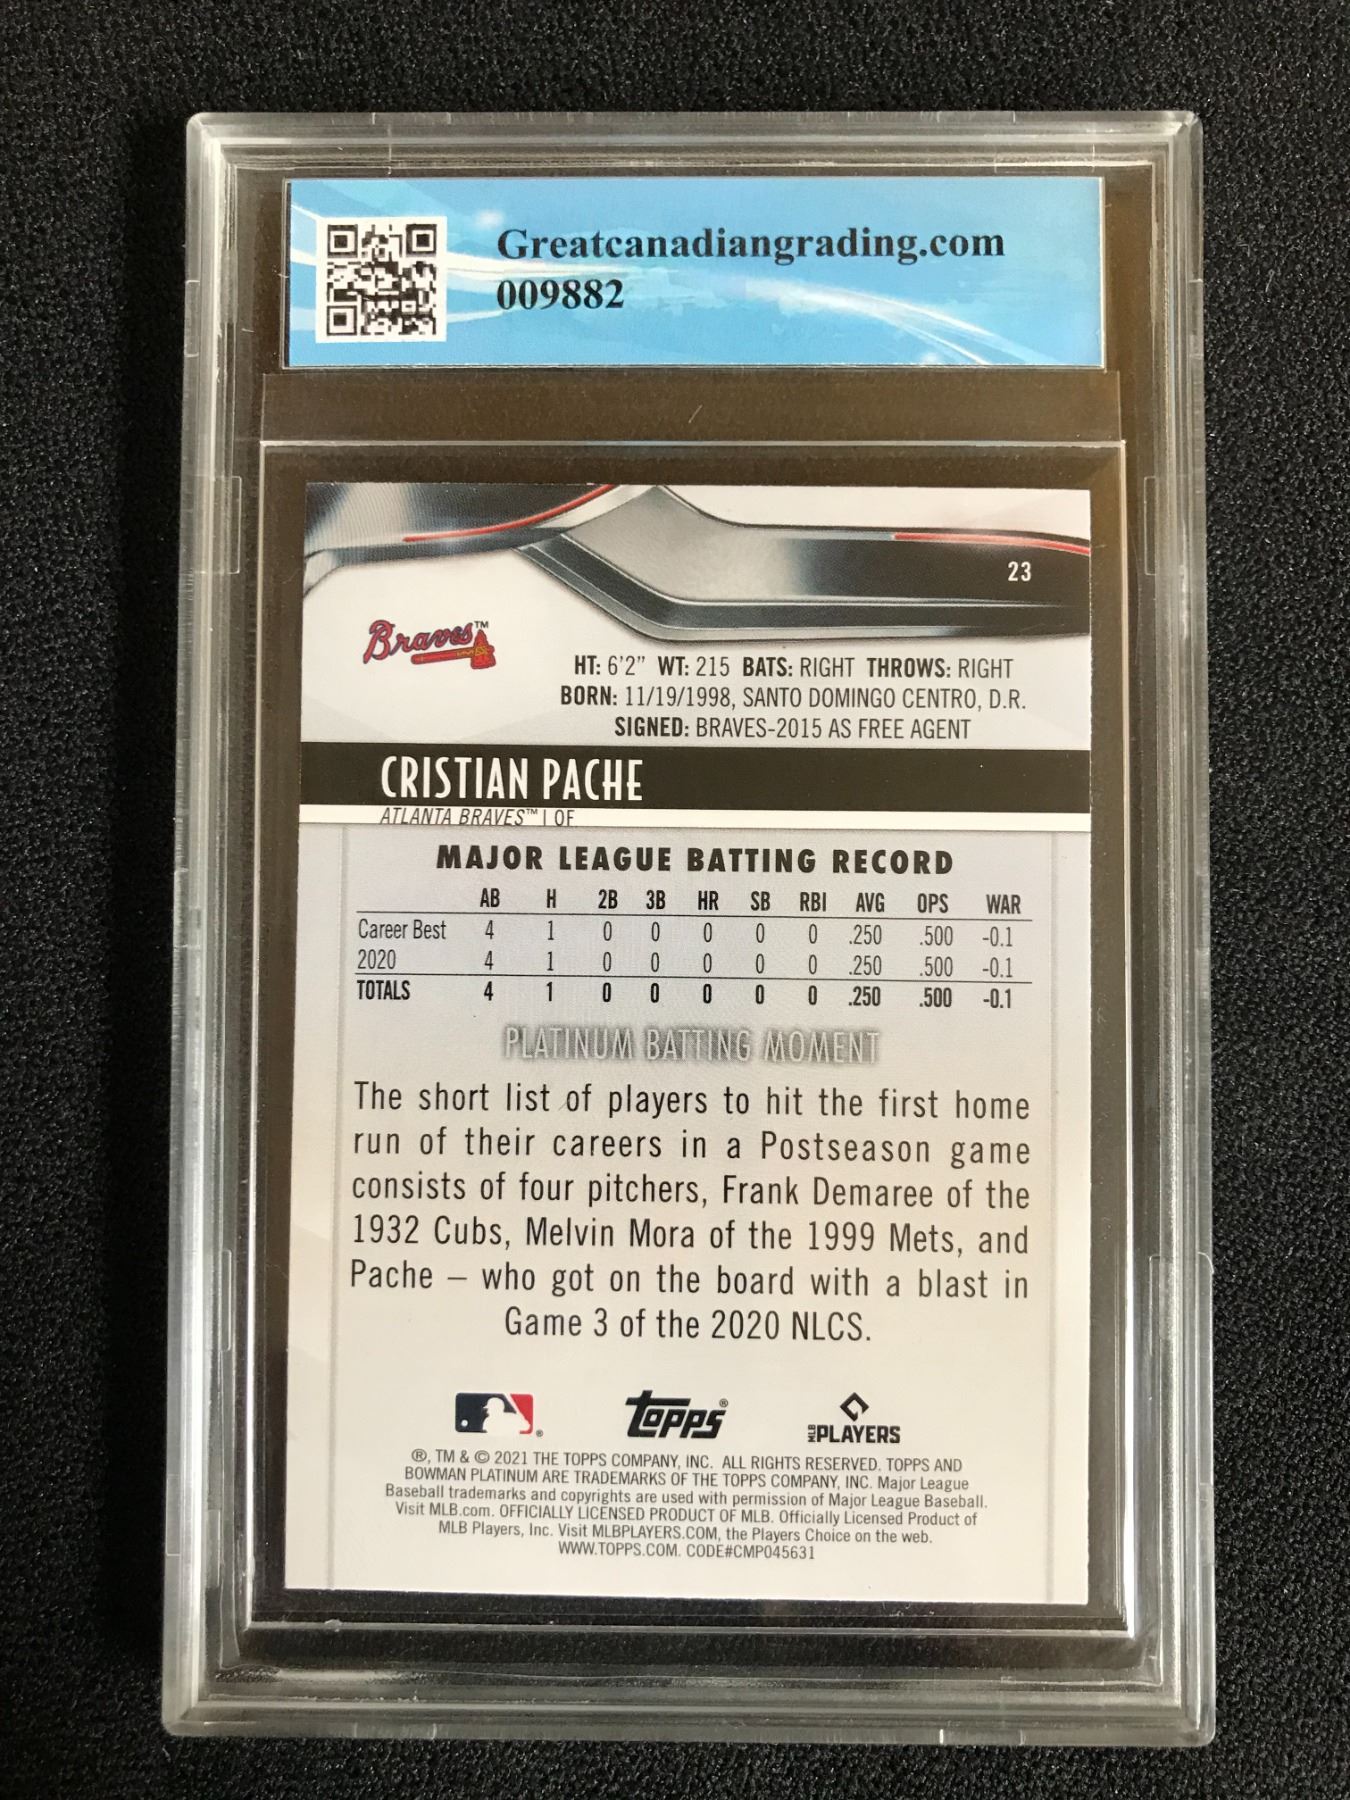 Greatcanadiangrading.com
009882
23
Braves™
HT: 6'2" WT: 215 BATS: RIGHT THROWS: RIGHT
BORN: 11/19/1998, SANTO DOMINGO CENTRO, D.R.
SIGNED: BRAVES-2015 AS FREE AGENT
CRISTIAN PACHE
ATLANTA BRAVES™ | OF
MAJOR LEAGUE BATTING RECORD
AB H 2B 3B HR SB RBI AVG OPS WAR
Career Best 4 1 0 0 0 0 0 .250 .500 -0.1
2020 4 1 0 0 0 0 0 .250 .500 -0.1
TOTALS 4 1 0 0 0 0 0 .250 .500 -0.1
PLATINUM BATTING MOMENT
The short list of players to hit the first home
run of their careers in a Postseason game
consists of four pitchers, Frank Demaree of the
1932 Cubs, Melvin Mora of the 1999 Mets, and
Pache – who got on the board with a blast in
Game 3 of the 2020 NLCS.
® topps® MLB PLAYERS
®, TM & © 2021 THE TOPPS COMPANY, INC. ALL RIGHTS RESERVED. TOPPS AND
BOWMAN PLATINUM ARE TRADEMARKS OF THE TOPPS COMPANY, INC. Major League
Baseball trademarks and copyrights are used with permission of Major League Baseball.
Visit MLB.com. OFFICIALLY LICENSED PRODUCT OF MLB. Officially Licensed Product of
MLB Players, Inc. Visit MLBPLAYERS.COM, the Players Choice on the web.
WWW.TOPPS.COM. CODE#CMP045631